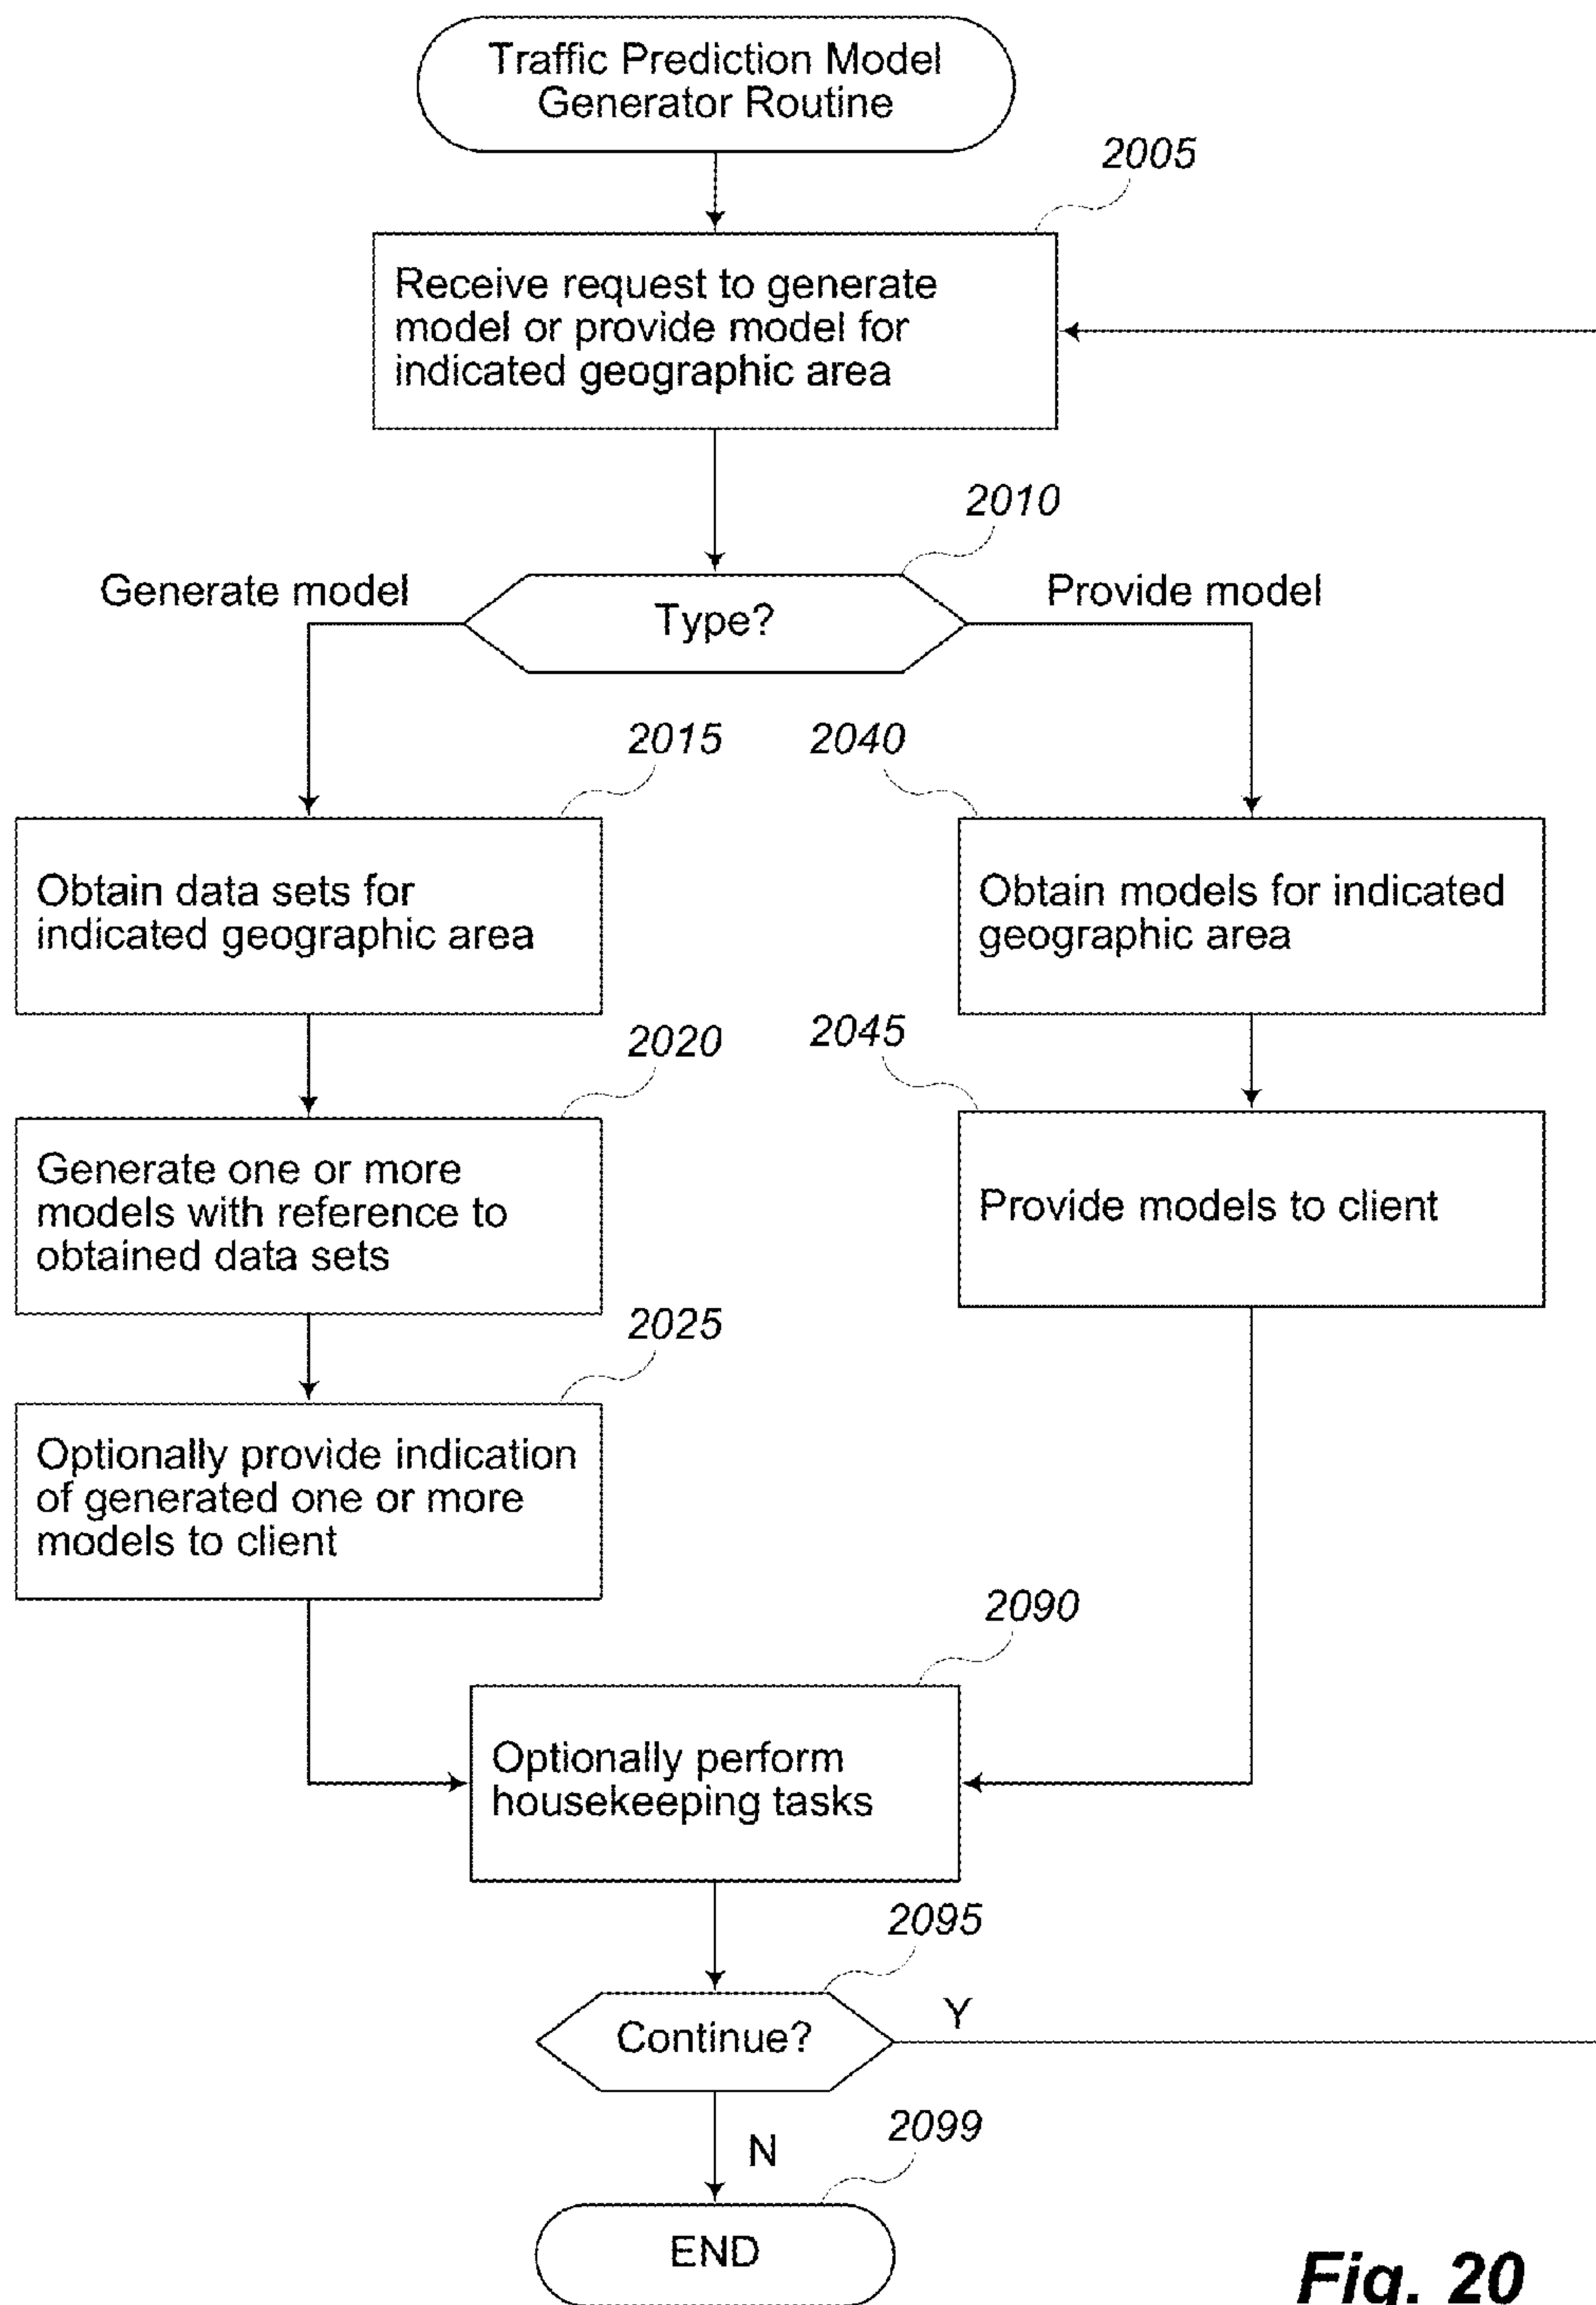 Traffic Prediction Model
Generator Routine
2005
Receive request to generate
model or provide model for
indicated geographic area
2010
Generate model
Type?
Provide model
2015
2040
Obtain data sets for
indicated geographic area
Obtain models for indicated
geographic area
2020
2045
Generate one or more
models with reference to
obtained data sets
Provide models to client
2025
Optionally provide indication
of generated one or more
models to client
2090
Optionally perform
housekeeping tasks
2095
Continue?
Y
N
2099
END
Fig. 20